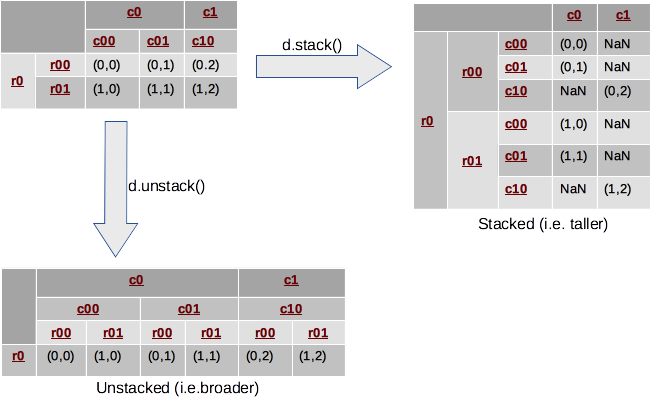 c0 c1
c00 c01 c10
r0 r00 (0,0) (0,1) (0.2)
r01 (1,0) (1,1) (1,2)
d.stack()
c0 c1
r0 r00 c00 (0,0) NaN
c01 (0,1) NaN
c10 NaN (0,2)
r01 c00 (1,0) NaN
c01 (1,1) NaN
c10 NaN (1,2)
Stacked (i.e. taller)
d.unstack()
c0 c1
c00 c01 c10
r00 r01 r00 r01 r00 r01
r0 (0,0) (1,0) (0,1) (1,1) (0,2) (1,2)
Unstacked (i.e.broader)